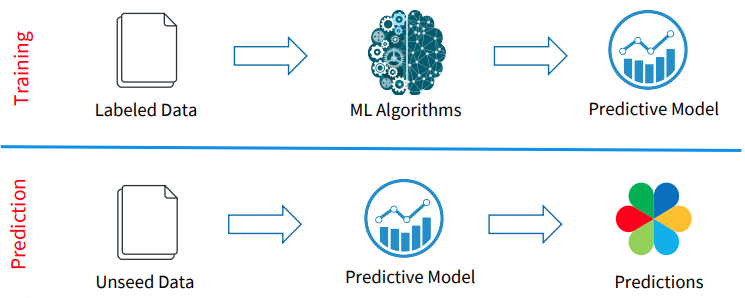 Training
Labeled Data
ML Algorithms
Predictive Model
Prediction
Unseed Data
Predictive Model
Predictions